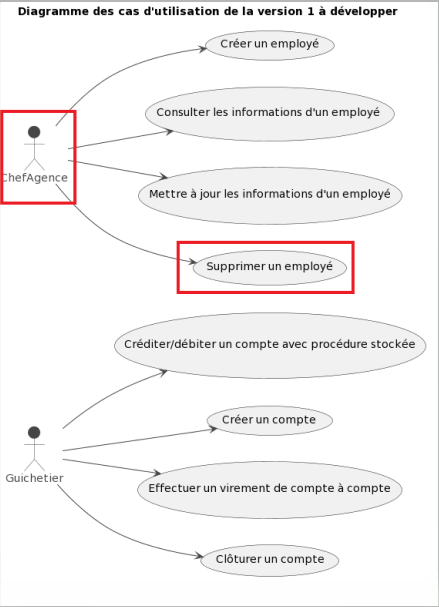 Diagramme des cas d'utilisation de la version 1 à développer
Créer un employé
Consulter les informations d'un employé
ChefAgence
Mettre à jour les informations d'un employé
Supprimer un employé
Créditer/débiter un compte avec procédure stockée
Créer un compte
Guichetier
Effectuer un virement de compte à compte
Clôturer un compte